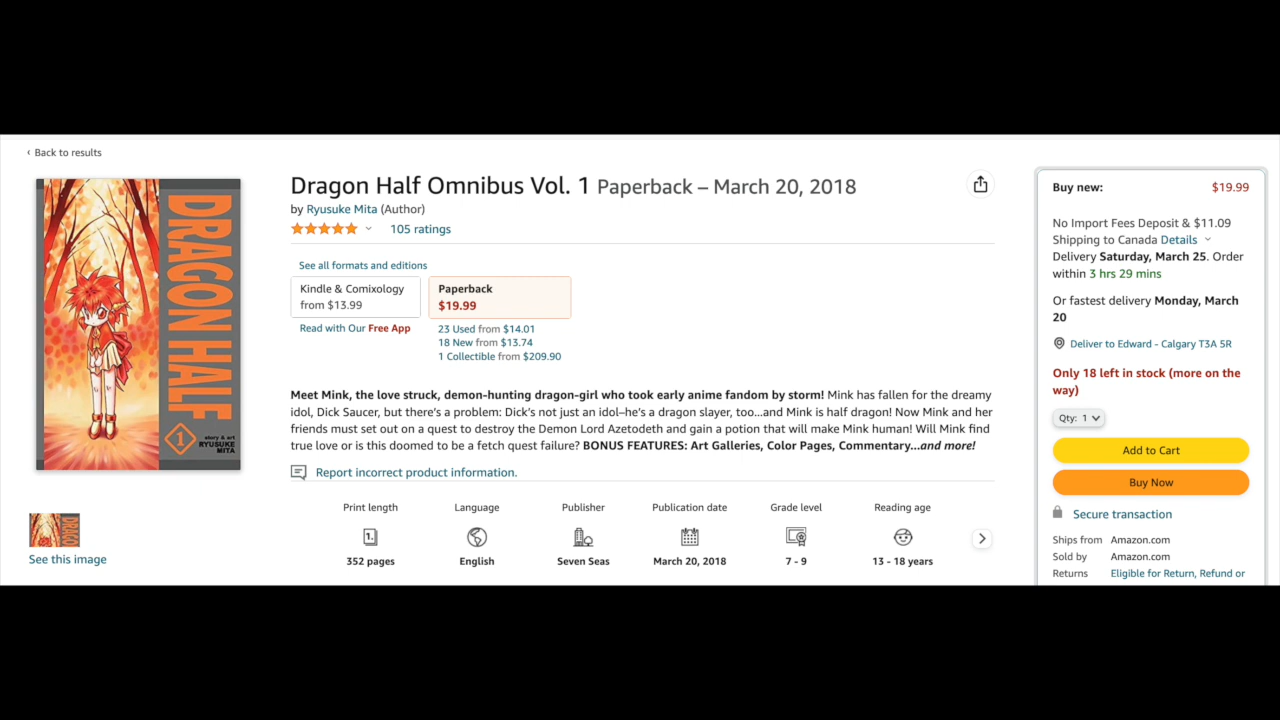 ‹ Back to results
DRAGON HALF
1
story & art
RYUSUKE
MITA
DRAGO
See this image
Dragon Half Omnibus Vol. 1 Paperback – March 20, 2018
by Ryusuke Mita (Author)
105 ratings
See all formats and editions
Kindle & Comixology
from $13.99
Read with Our Free App
Paperback
$19.99
23 Used from $14.01
18 New from $13.74
1 Collectible from $209.90
Meet Mink, the love struck, demon-hunting dragon-girl who took early anime fandom by storm! Mink has fallen for the dreamy
idol, Dick Saucer, but there's a problem: Dick's not just an idol–he's a dragon slayer, too...and Mink is half dragon! Now Mink and her
friends must set out on a quest to destroy the Demon Lord Azetodeth and gain a potion that will make Mink human! Will Mink find
true love or is this doomed to be a fetch quest failure? BONUS FEATURES: Art Galleries, Color Pages, Commentary...and more!
Report incorrect product information.
Print length
1.
352 pages
Language
English
Publisher
Seven Seas
Publication date
March 20, 2018
Grade level
7 - 9
Reading age
13 - 18 years
Buy new: $19.99
No Import Fees Deposit & $11.09
Shipping to Canada Details
Delivery Saturday, March 25. Order
within 3 hrs 29 mins
Or fastest delivery Monday, March
20
Deliver to Edward - Calgary T3A 5R
Only 18 left in stock (more on the
way)
Qty: 1
Add to Cart
Buy Now
Secure transaction
Ships from Amazon.com
Sold by Amazon.com
Returns Eligible for Return, Refund or